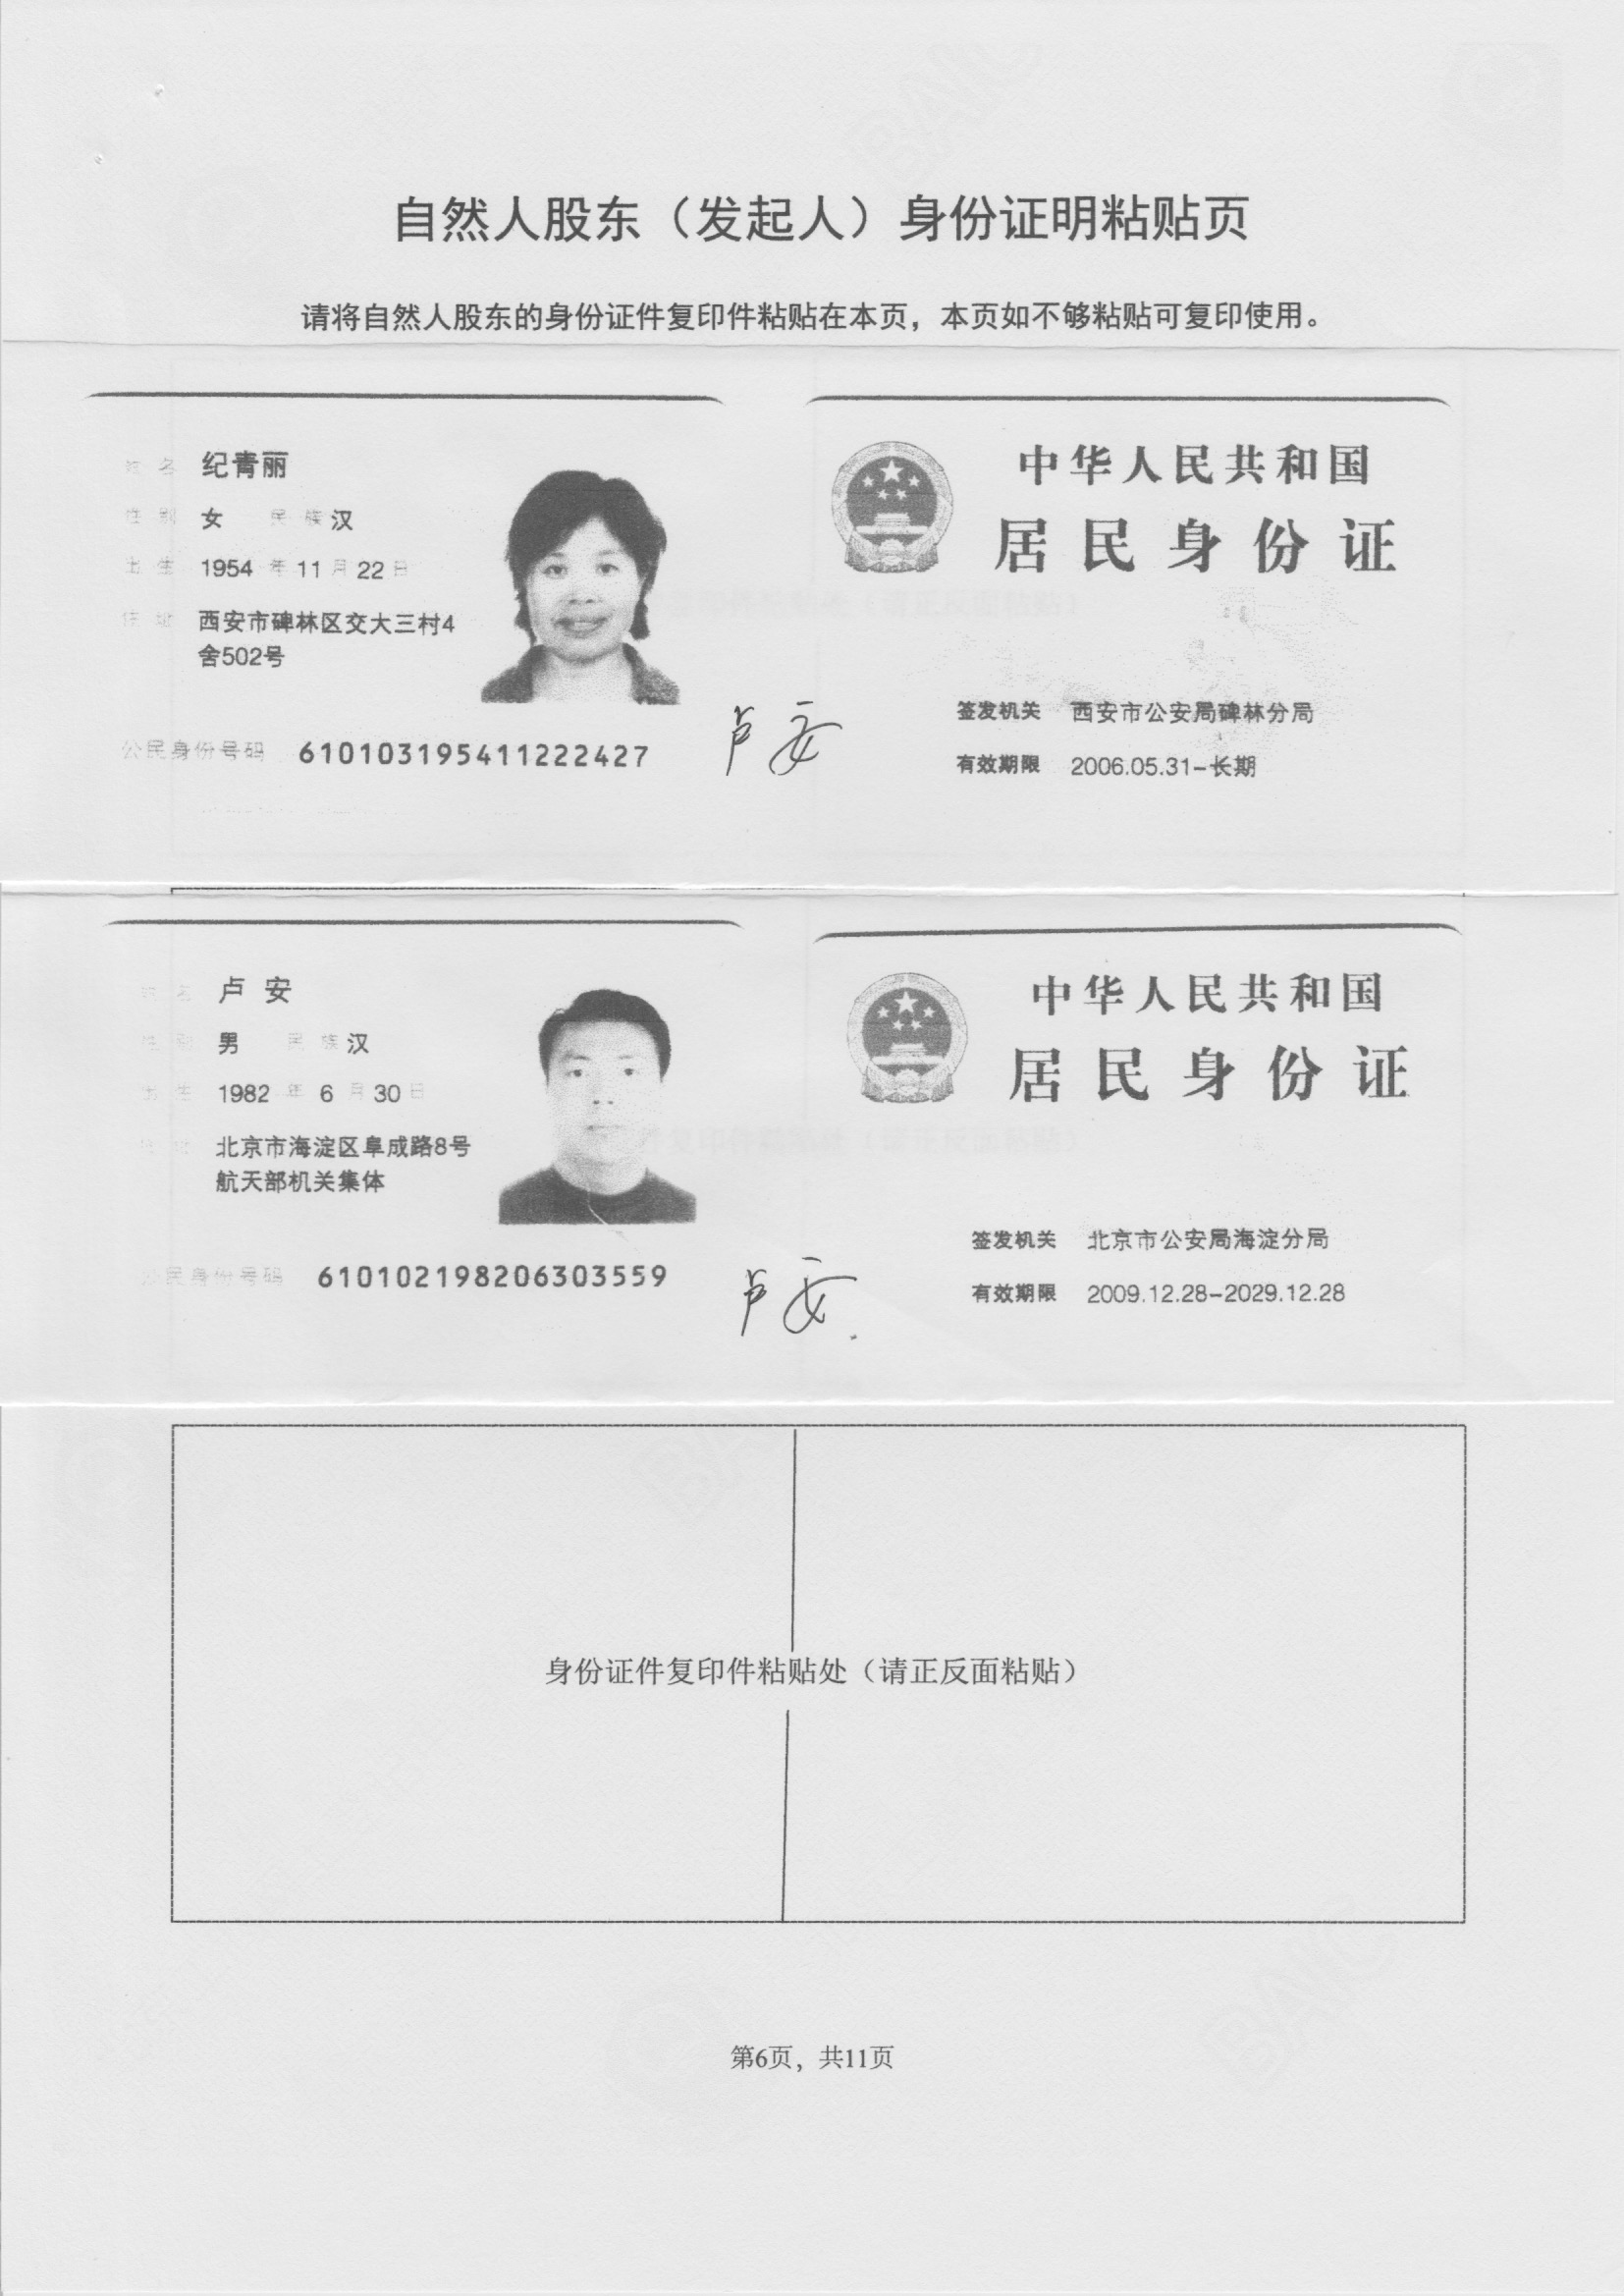 自然人股东（发起人）身份证明粘贴页
请将自然人股东的身份证件复印件粘贴在本页，本页如不够粘贴可复印使用。
姓名 纪青丽
性别 女 民族 汉
出生 1954 年 11 月 22 日
住址 西安市碑林区交大三村4
舍502号
公民身份号码 610103195411222427
卢安
中华人民共和国
居民身份证
签发机关 西安市公安局碑林分局
有效期限 2006.05.31-长期
姓名 卢安
性别 男 民族 汉
出生 1982 年 6 月 30 日
住址 北京市海淀区阜成路8号
航天部机关集体
公民身份号码 610102198206303559
卢安
中华人民共和国
居民身份证
签发机关 北京市公安局海淀分局
有效期限 2009.12.28-2029.12.28
身份证件复印件粘贴处（请正反面粘贴）
第6页，共11页